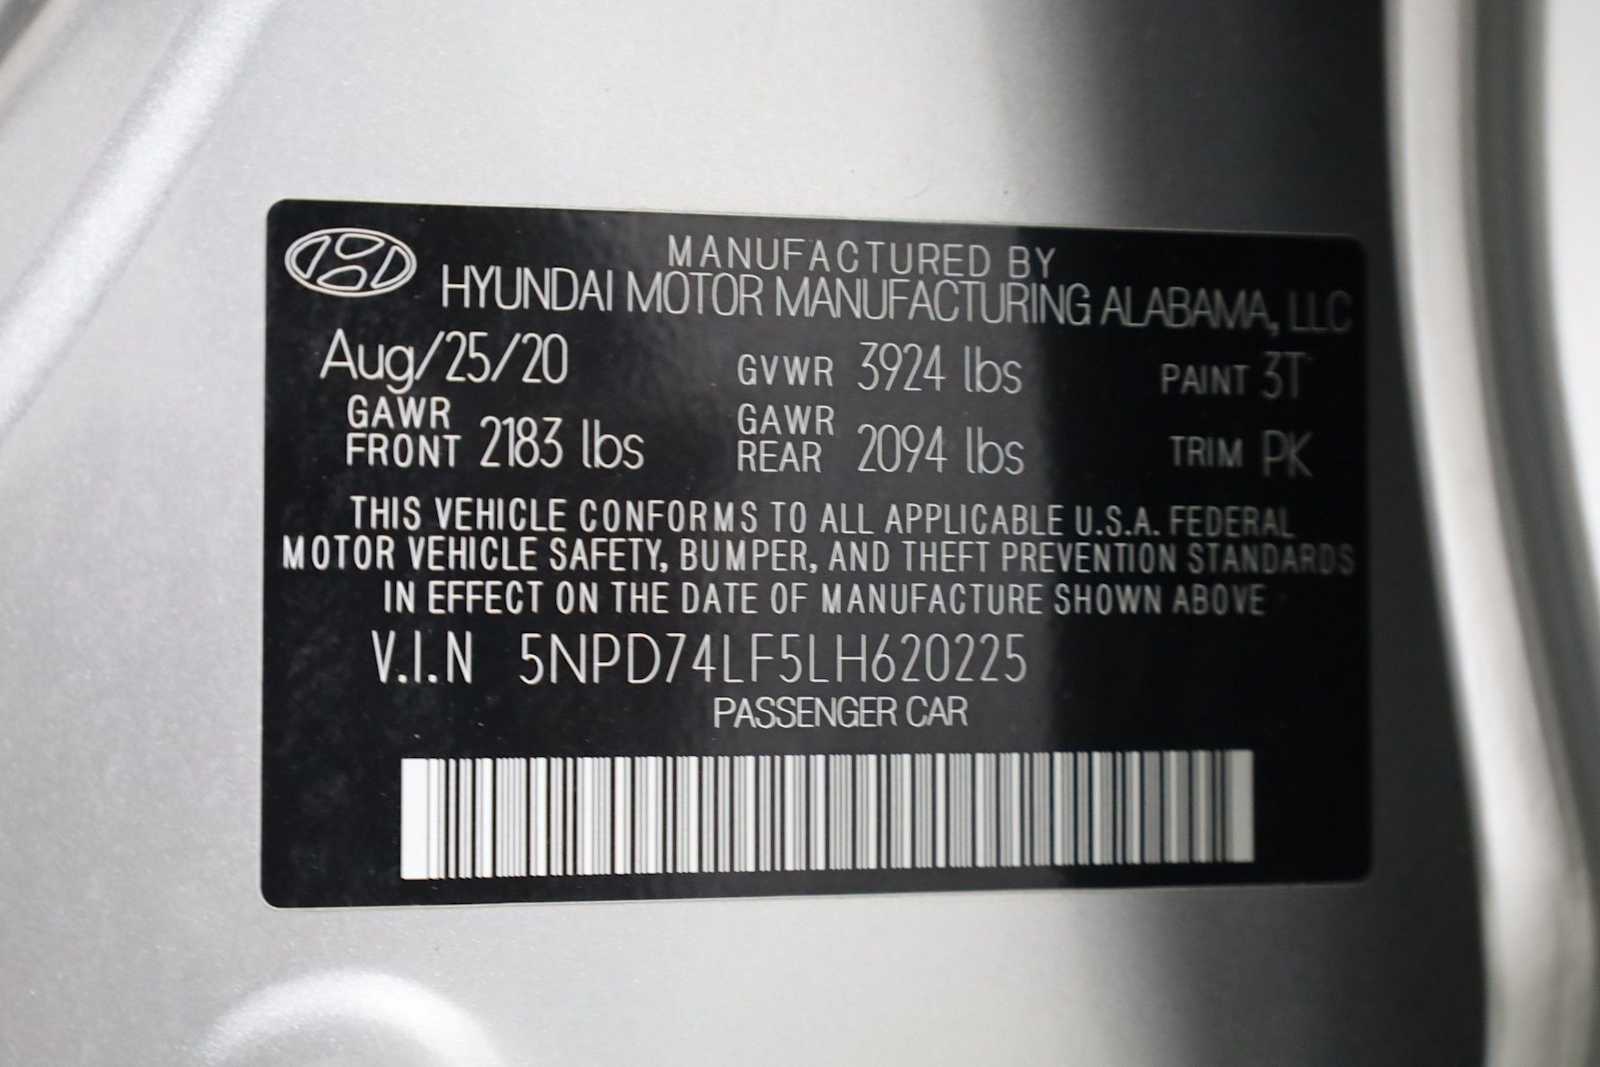 MANUFACTURED BY
HYUNDAI MOTOR MANUFACTURING ALABAMA, LLC
Aug/25/20 GVWR 3924 lbs PAINT 3T
GAWR FRONT 2183 lbs GAWR REAR 2094 lbs TRIM PK
THIS VEHICLE CONFORMS TO ALL APPLICABLE U.S.A. FEDERAL
MOTOR VEHICLE SAFETY, BUMPER, AND THEFT PREVENTION STANDARDS
IN EFFECT ON THE DATE OF MANUFACTURE SHOWN ABOVE
V.I.N 5NPD74LF5LH620225
PASSENGER CAR